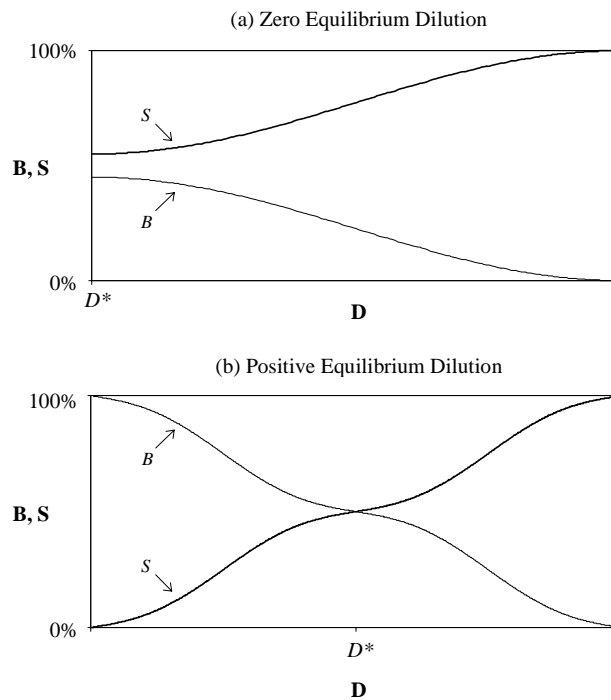 (a) Zero Equilibrium Dilution
100%
S
B, S
B
0%
D*
D
(b) Positive Equilibrium Dilution
100%
B
B, S
S
0%
D*
D